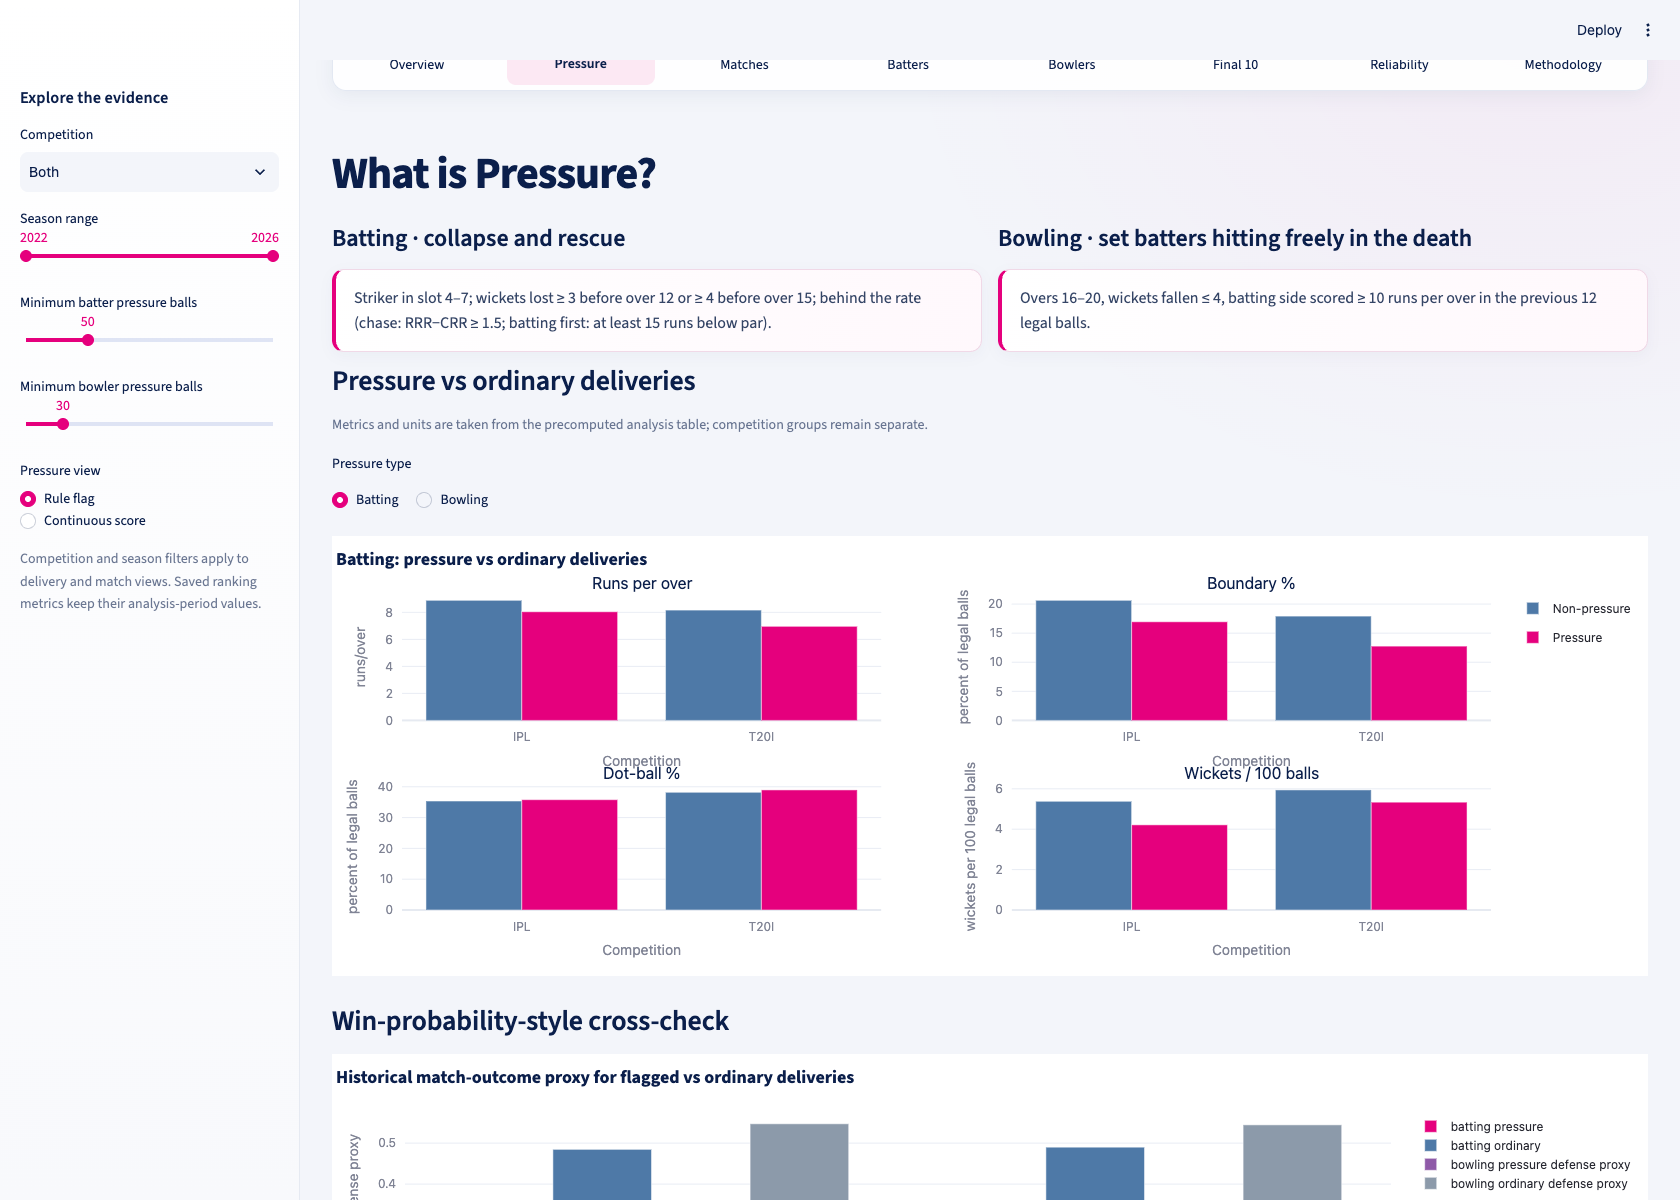 Deploy
Explore the evidence
Competition
Both
Season range
2022 2026
Minimum batter pressure balls
50
Minimum bowler pressure balls
30
Pressure view
Rule flag
Continuous score
Competition and season filters apply to
delivery and match views. Saved ranking
metrics keep their analysis-period values.
Overview Pressure Matches Batters Bowlers Final 10 Reliability Methodology
What is Pressure?
Batting · collapse and rescue
Striker in slot 4–7; wickets lost ≥ 3 before over 12 or ≥ 4 before over 15; behind the rate
(chase: RRR−CRR ≥ 1.5; batting first: at least 15 runs below par).
Bowling · set batters hitting freely in the death
Overs 16–20, wickets fallen ≤ 4, batting side scored ≥ 10 runs per over in the previous 12
legal balls.
Pressure vs ordinary deliveries
Metrics and units are taken from the precomputed analysis table; competition groups remain separate.
Pressure type
Batting Bowling
Batting: pressure vs ordinary deliveries
Runs per over
runs/over
8
6
4
2
0
IPL T20I
Competition
Boundary %
percent of legal balls
20
15
10
5
0
IPL T20I
Competition
Non-pressure
Pressure
Dot-ball %
percent of legal balls
40
30
20
10
0
IPL T20I
Competition
Wickets / 100 balls
wickets per 100 legal balls
6
4
2
0
IPL T20I
Competition
Win-probability-style cross-check
Historical match-outcome proxy for flagged vs ordinary deliveries
proxy
0.5
0.4
batting pressure
batting ordinary
bowling pressure defense proxy
bowling ordinary defense proxy